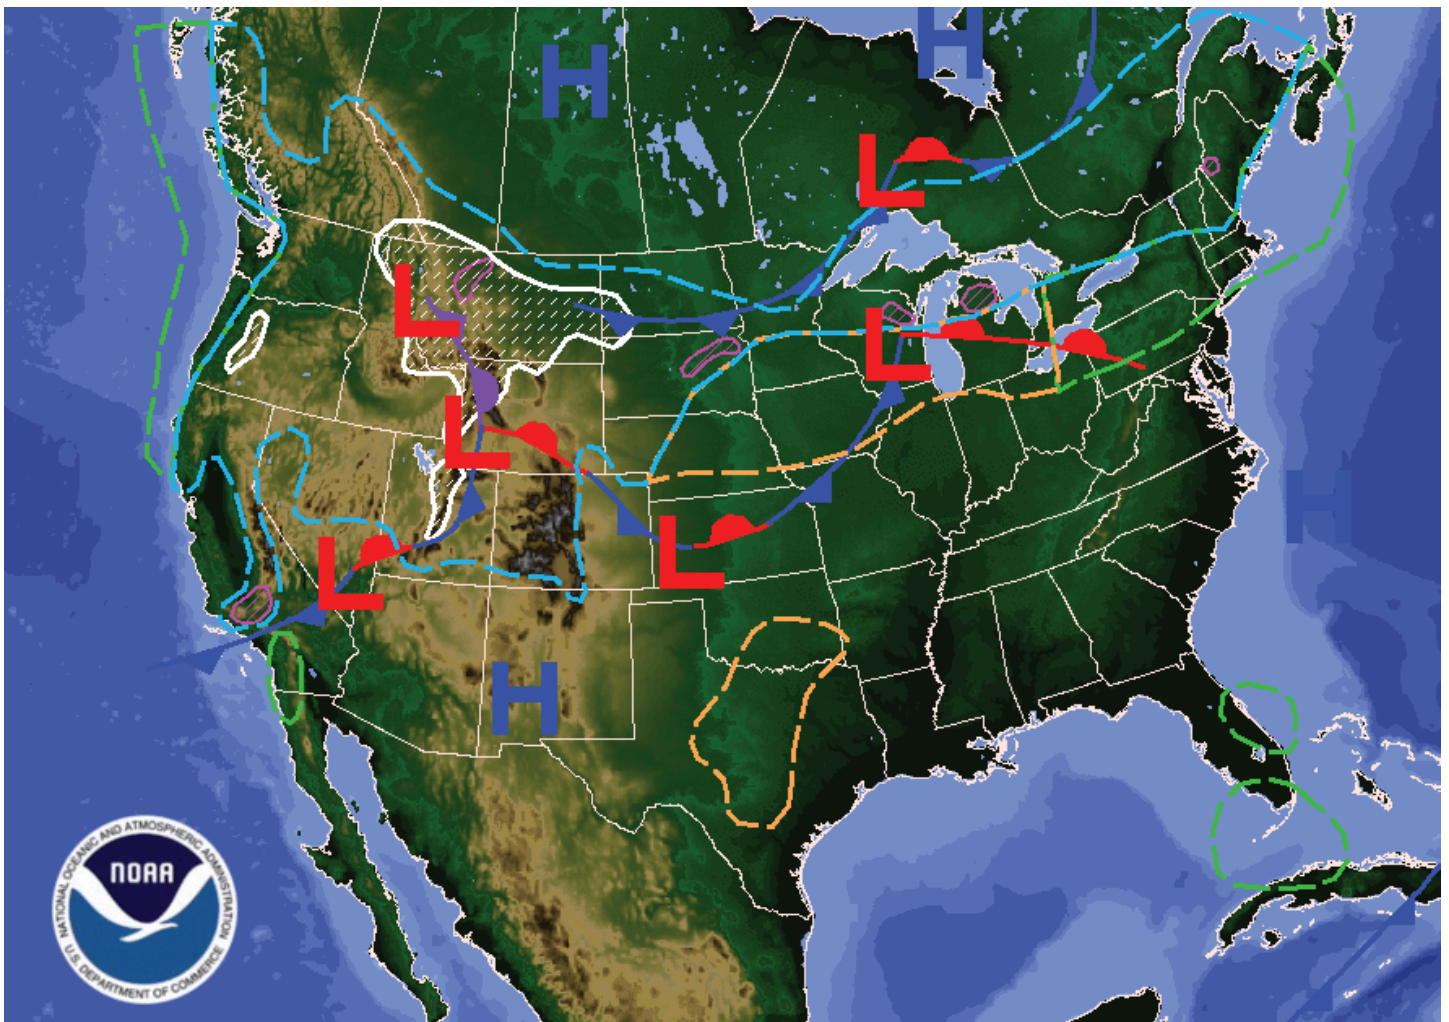 H
H
L
L
L
L
H
L
L
H
NATIONAL OCEANIC AND ATMOSPHERIC ADMINISTRATION
NOAA
U.S. DEPARTMENT OF COMMERCE